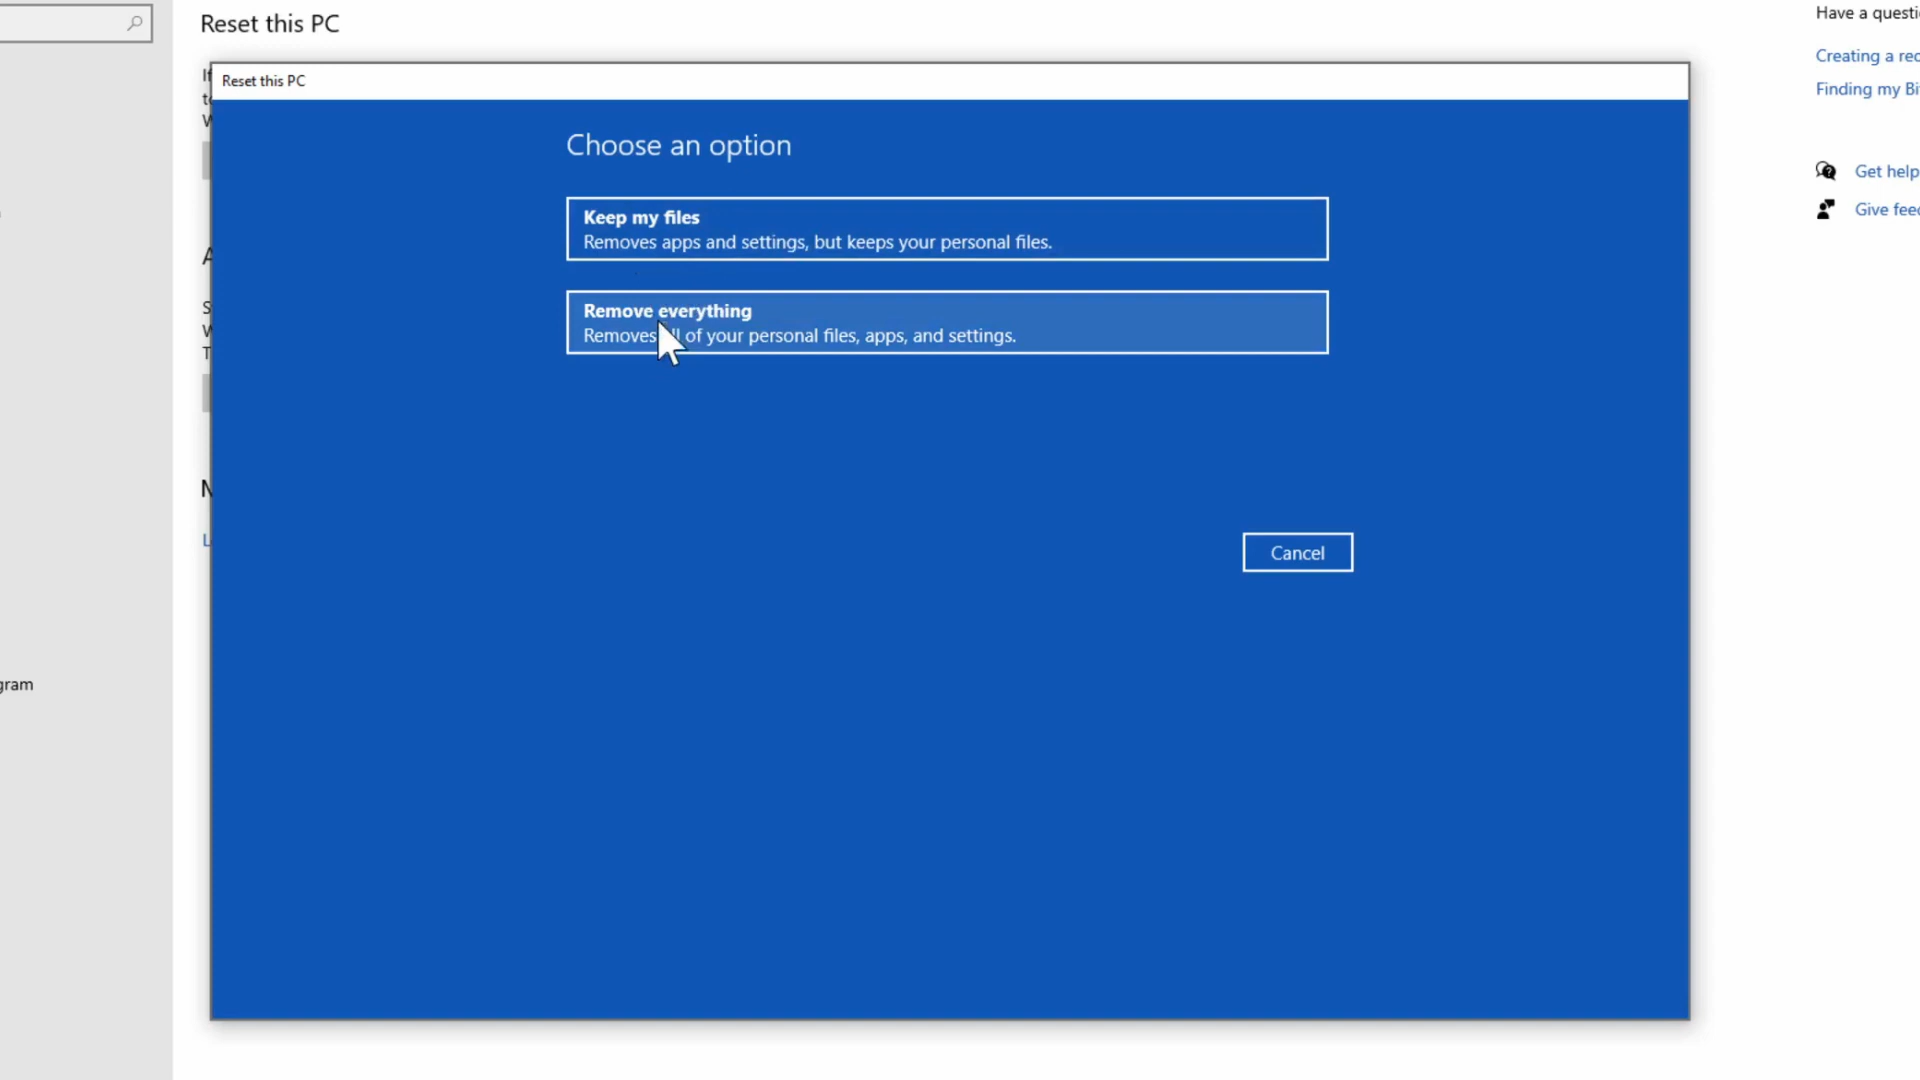 Reset this PC
Have a questi
Creating a rec
Finding my Bi
Get help
Give feed
Reset this PC
Choose an option
Keep my files
Removes apps and settings, but keeps your personal files.
Remove everything
Removes of your personal files, apps, and settings.
Cancel
gram